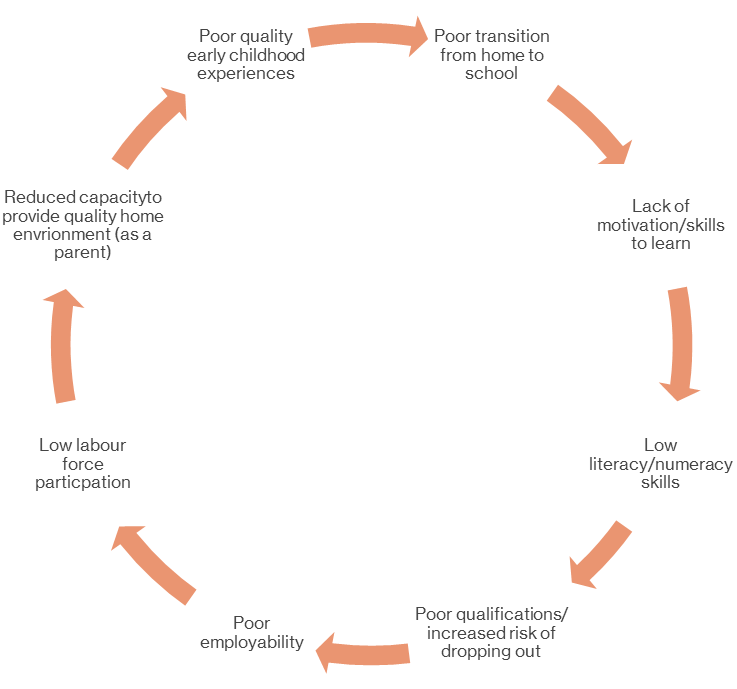 Poor quality
early childhood
experiences
Poor transition
from home to
school
Lack of
motivation/skills
to learn
Low
literacy/numeracy
skills
Poor qualifications/
increased risk of
dropping out
Poor
employability
Low labour
force
particpation
Reduced capacityto
provide quality home
envrionment (as a
parent)